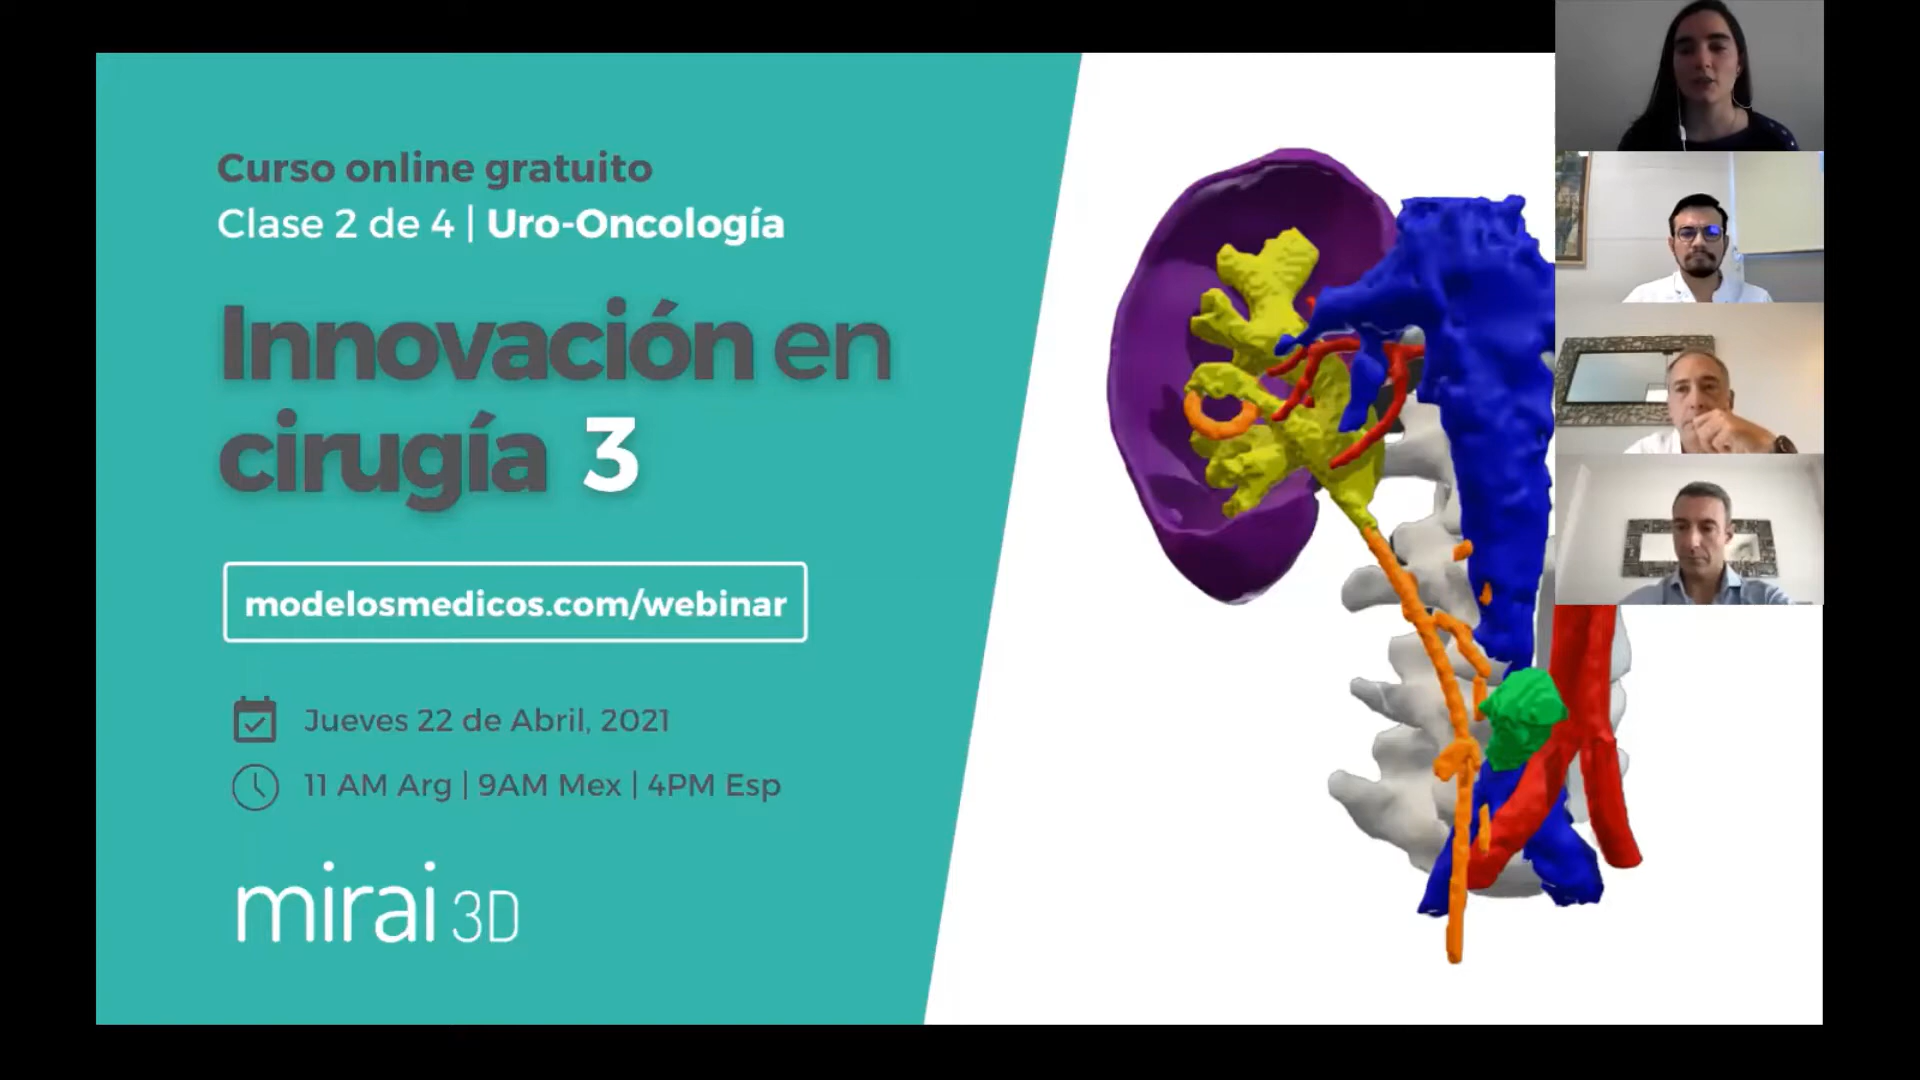 Curso online gratuito
Clase 2 de 4 | Uro-Oncología
Innovación en
cirugía 3
modelosmedicos.com/webinar
Jueves 22 de Abril, 2021
11 AM Arg | 9AM Mex | 4PM Esp
mirai 3D